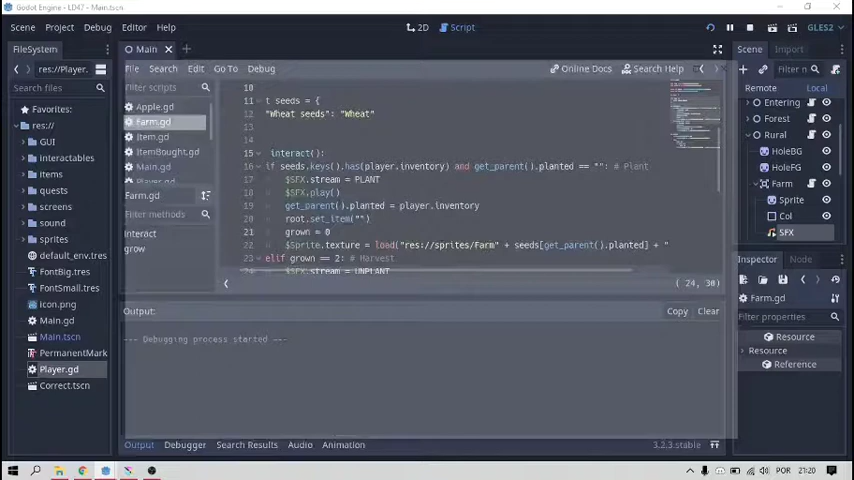 Godot Engine - LD47 - Main.tscn
Scene Project Debug Editor Help
2D Script
GLES2
FileSystem
Main
Scene Import
res://Player.
File Search Edit Go To Debug
Online Docs Search Help
Filter n
Search files
Filter scripts
Remote Local
Favorites:
res://
GUI
interactables
items
quests
screens
sound
sprites
default_env.tres
FontBig.tres
FontSmall.tres
icon.png
Main.gd
Main.tscn
PermanentMark
Player.gd
Correct.tscn
Apple.gd
Farm.gd
Item.gd
ItemBought.gd
Main.gd
Player.gd
Farm.gd
Filter methods
interact
grow
10
11 t seeds = {
12 "Wheat seeds": "Wheat"
13
14
15 interact():
16 if seeds.keys().has(player.inventory) and get_parent().planted == "": # Plant
17 $SFX.stream = PLANT
18 $SFX.play()
19 get_parent().planted = player.inventory
20 root.set_item("")
21 grown = 0
22 $Sprite.texture = load("res://sprites/Farm" + seeds[get_parent().planted] + "
23 elif grown == 2: # Harvest
24 $SFX.stream = UNPLANT
( 24, 30)
Entering
Forest
Rural
HoleBG
HoleFG
Farm
Sprite
Col
SFX
Inspector Node
Farm.gd
Filter properties
Resource
Resource
Reference
Output:
Copy Clear
--- Debugging process started ---
Output Debugger Search Results Audio Animation
3.2.3.stable
POR 21:20